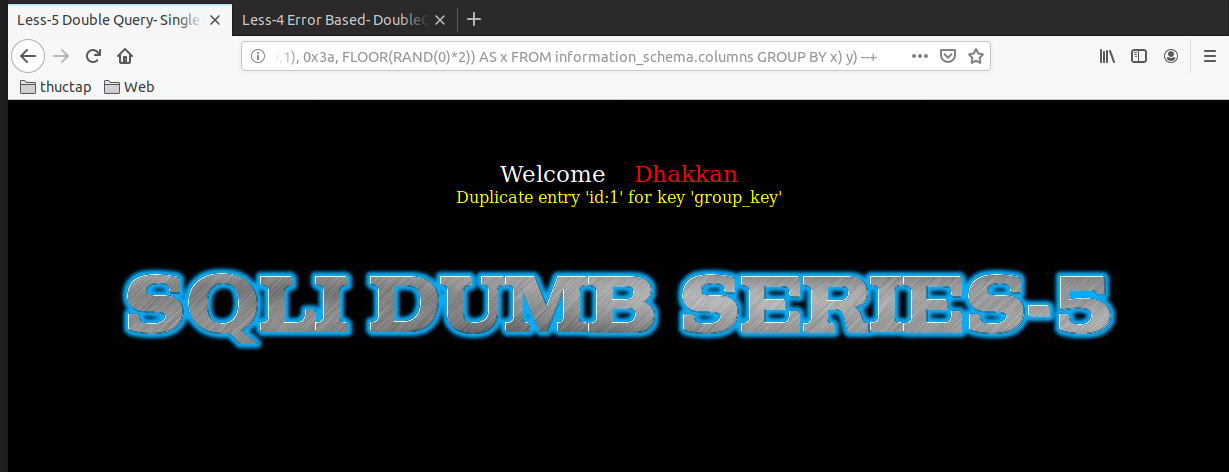 Less-5 Double Query- Single
Less-4 Error Based- Double
,1), 0x3a, FLOOR(RAND(0)*2)) AS x FROM information_schema.columns GROUP BY x) y) --+
thuctap
Web
Welcome Dhakkan
Duplicate entry 'id:1' for key 'group_key'
SQLI DUMB SERIES-5